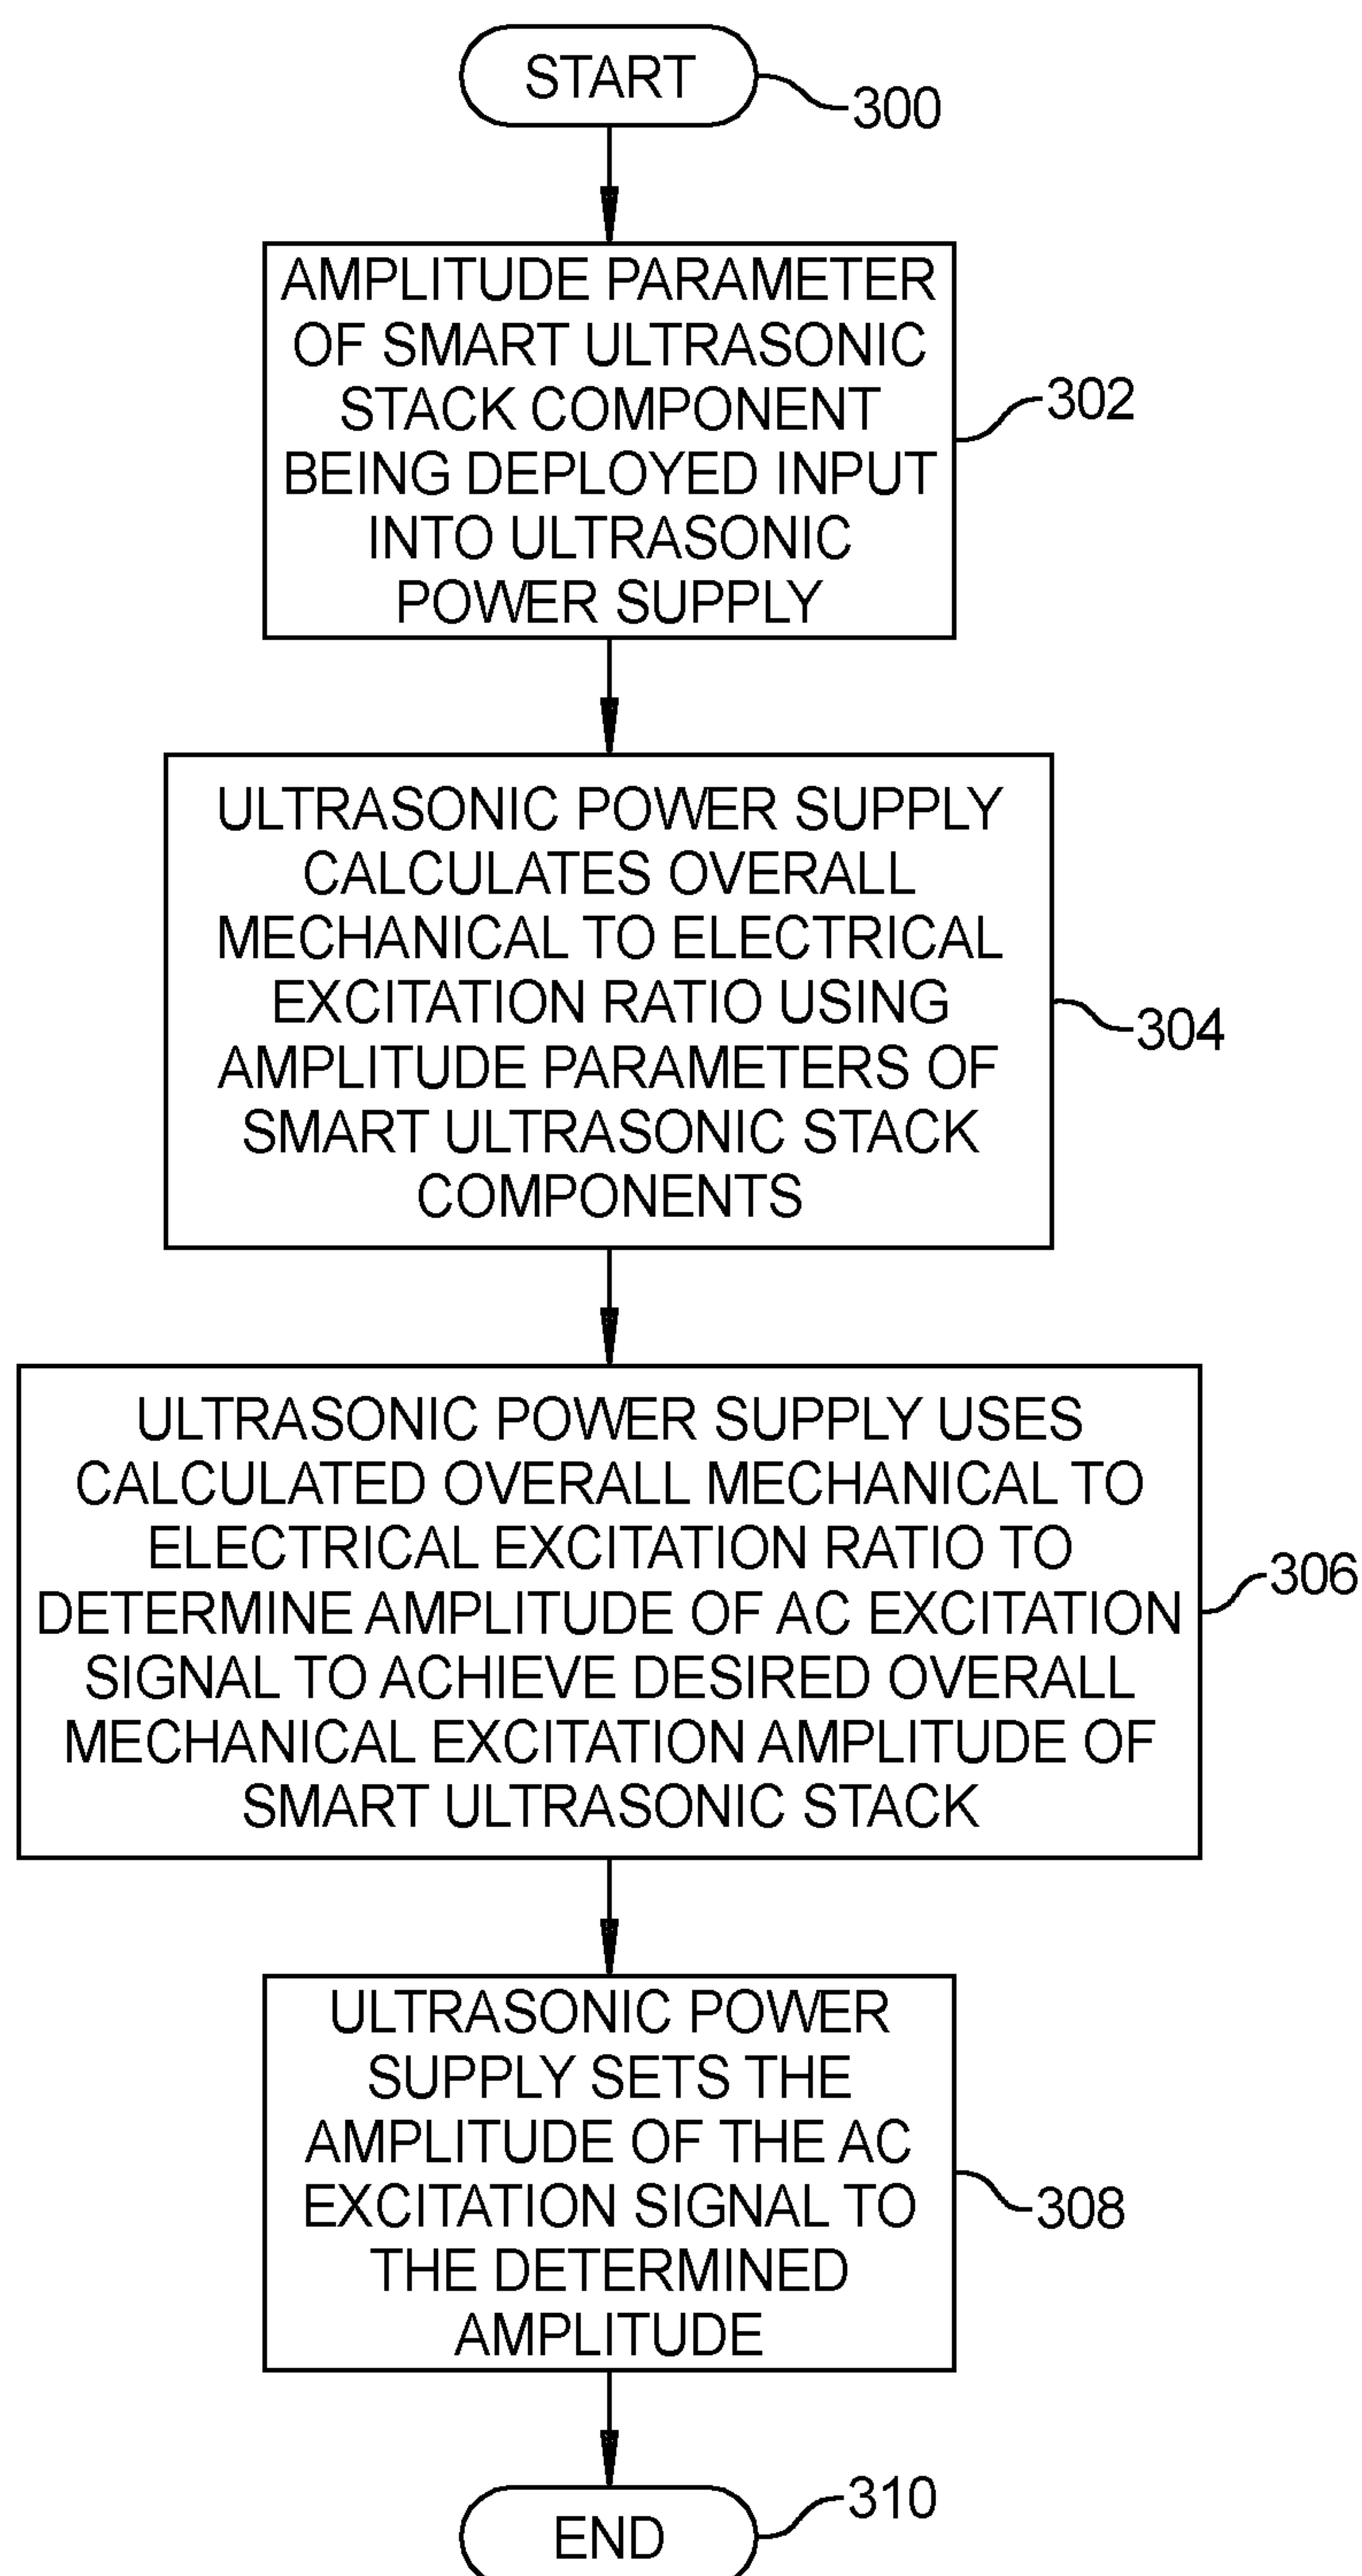 START
300
AMPLITUDE PARAMETER
OF SMART ULTRASONIC
STACK COMPONENT
BEING DEPLOYED INPUT
INTO ULTRASONIC
POWER SUPPLY
302
ULTRASONIC POWER SUPPLY
CALCULATES OVERALL
MECHANICAL TO ELECTRICAL
EXCITATION RATIO USING
AMPLITUDE PARAMETERS OF
SMART ULTRASONIC STACK
COMPONENTS
304
ULTRASONIC POWER SUPPLY USES
CALCULATED OVERALL MECHANICAL TO
ELECTRICAL EXCITATION RATIO TO
DETERMINE AMPLITUDE OF AC EXCITATION
SIGNAL TO ACHIEVE DESIRED OVERALL
MECHANICAL EXCITATION AMPLITUDE OF
SMART ULTRASONIC STACK
306
ULTRASONIC POWER
SUPPLY SETS THE
AMPLITUDE OF THE AC
EXCITATION SIGNAL TO
THE DETERMINED
AMPLITUDE
308
END
310